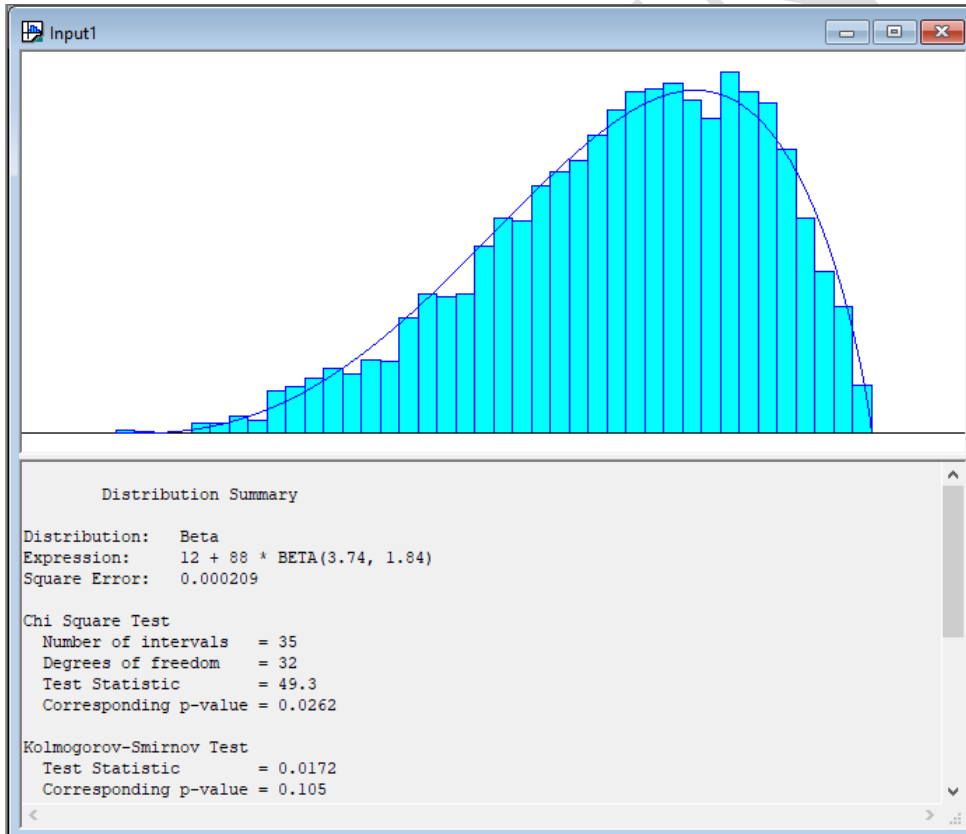 Input1
Distribution Summary
Distribution: Beta
Expression: 12 + 88 * BETA(3.74, 1.84)
Square Error: 0.000209
Chi Square Test
Number of intervals = 35
Degrees of freedom = 32
Test Statistic = 49.3
Corresponding p-value = 0.0262
Kolmogorov-Smirnov Test
Test Statistic = 0.0172
Corresponding p-value = 0.105